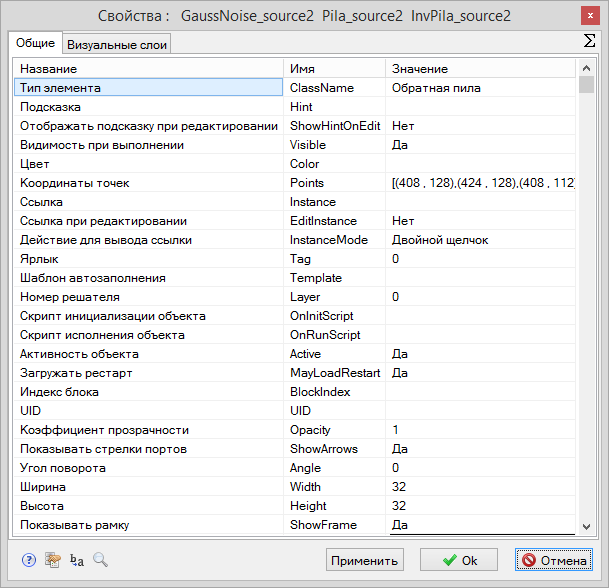 Свойства : GaussNoise_source2 Pila_source2 InvPila_source2
Общие Визуальные слои Σ
Название Имя Значение
Тип элемента ClassName Обратная пила
Подсказка Hint
Отображать подсказку при редактировании ShowHintOnEdit Нет
Видимость при выполнении Visible Да
Цвет Color
Координаты точек Points [(408 , 128),(424 , 128),(408 , 112)
Ссылка Instance
Ссылка при редактировании EditInstance Нет
Действие для вывода ссылки InstanceMode Двойной щелчок
Ярлык Tag 0
Шаблон автозаполнения Template
Номер решателя Layer 0
Скрипт инициализации объекта OnInitScript
Скрипт исполнения объекта OnRunScript
Активность объекта Active Да
Загружать рестарт MayLoadRestart Да
Индекс блока BlockIndex
UID UID
Коэффициент прозрачности Opacity 1
Показывать стрелки портов ShowArrows Да
Угол поворота Angle 0
Ширина Width 32
Высота Height 32
Показывать рамку ShowFrame Да
Применить Ok Отмена